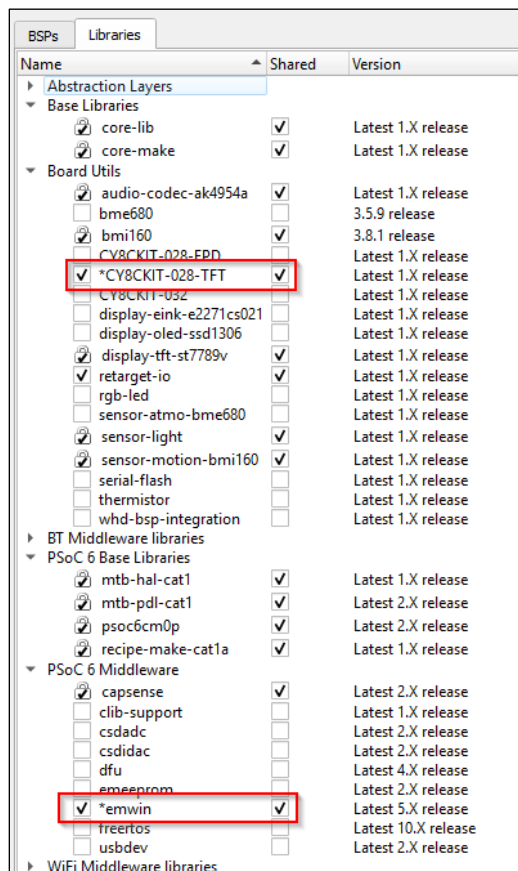 BSPs Libraries
Name Shared Version
Abstraction Layers
Base Libraries
core-lib Latest 1.X release
core-make Latest 1.X release
Board Utils
audio-codec-ak4954a Latest 1.X release
bme680 3.5.9 release
bmi160 3.8.1 release
CY8CKIT-028-EPD Latest 1.X release
*CY8CKIT-028-TFT Latest 1.X release
CY8CKIT-032 Latest 1.X release
display-eink-e2271cs021 Latest 1.X release
display-oled-ssd1306 Latest 1.X release
display-tft-st7789v Latest 1.X release
retarget-io Latest 1.X release
rgb-led Latest 1.X release
sensor-atmo-bme680 Latest 1.X release
sensor-light Latest 1.X release
sensor-motion-bmi160 Latest 1.X release
serial-flash Latest 1.X release
thermistor Latest 1.X release
whd-bsp-integration Latest 1.X release
BT Middleware libraries
PSoC 6 Base Libraries
mtb-hal-cat1 Latest 1.X release
mtb-pdl-cat1 Latest 2.X release
psoc6cm0p Latest 2.X release
recipe-make-cat1a Latest 1.X release
PSoC 6 Middleware
capsense Latest 2.X release
clib-support Latest 1.X release
csdadc Latest 2.X release
csdidac Latest 2.X release
dfu Latest 4.X release
emeeprom Latest 2.X release
*emwin Latest 5.X release
freertos Latest 10.X release
usbdev Latest 2.X release
WiFi Middleware libraries